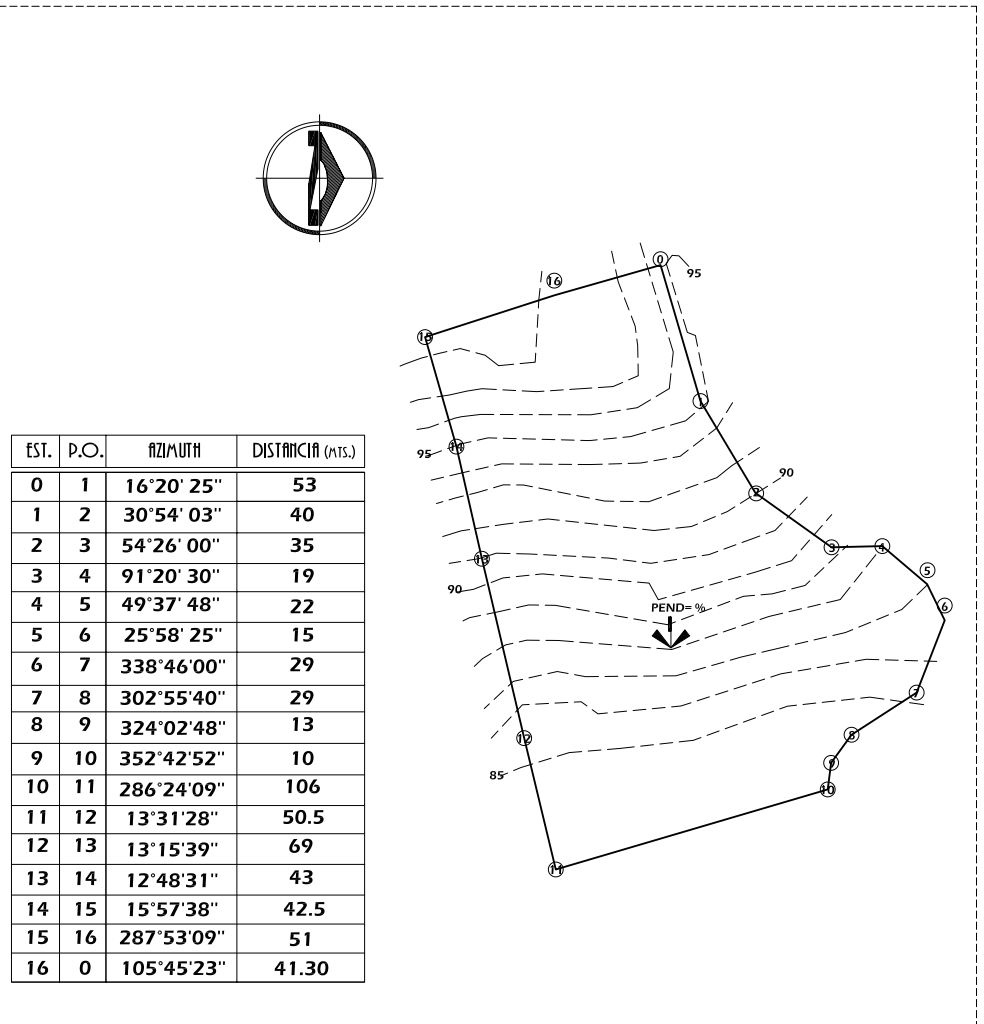 EST. P.O. AZIMUTH DISTANCIA (MTS.)
0 1 16°20' 25" 53
1 2 30°54' 03" 40
2 3 54°26' 00" 35
3 4 91°20' 30" 19
4 5 49°37' 48" 22
5 6 25°58' 25" 15
6 7 338°46'00" 29
7 8 302°55'40" 29
8 9 324°02'48" 13
9 10 352°42'52" 10
10 11 286°24'09" 106
11 12 13°31'28" 50.5
12 13 13°15'39" 69
13 14 12°48'31" 43
14 15 15°57'38" 42.5
15 16 287°53'09" 51
16 0 105°45'23" 41.30
0
95
16
15
1
14
95
90
2
3
4
13
5
90
6
PEND= %
7
8
12
9
85
10
11